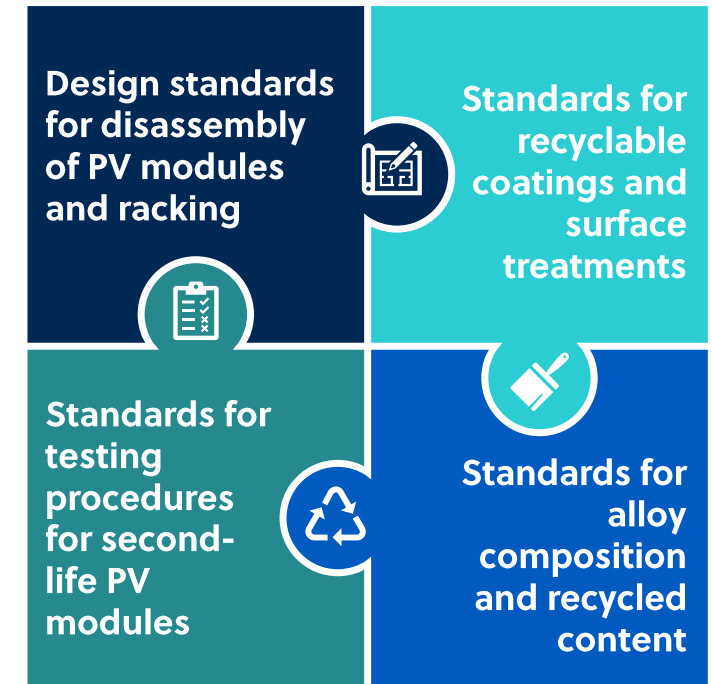 Design standards
for disassembly
of PV modules
and racking
Standards for
recyclable
coatings and
surface
treatments
Standards for
testing
procedures
for second-
life PV
modules
Standards for
alloy
composition
and recycled
content